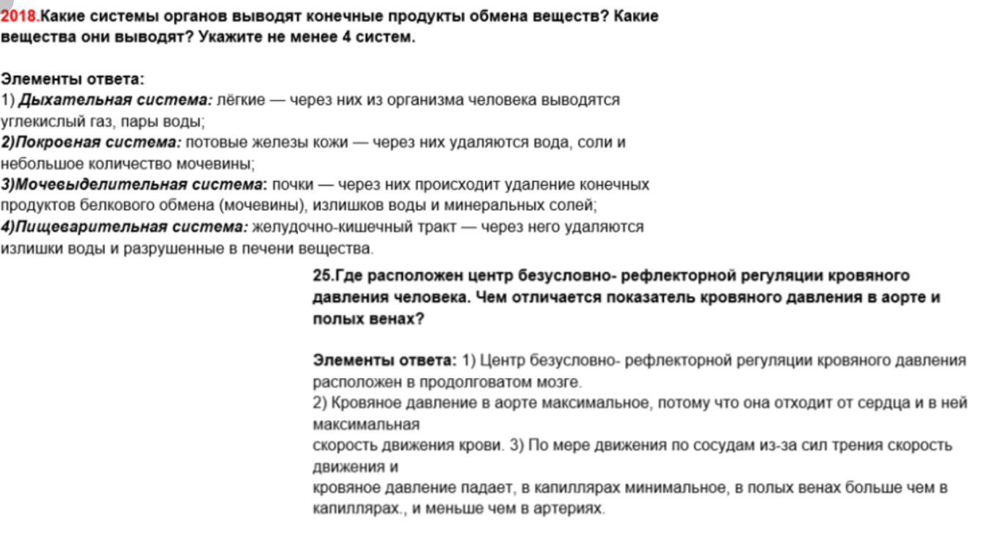 2018.Какие системы органов выводят конечные продукты обмена веществ? Какие
вещества они выводят? Укажите не менее 4 систем.
Элементы ответа:
1) Дыхательная система: лёгкие — через них из организма человека выводятся
углекислый газ, пары воды;
2)Покровная система: потовые железы кожи — через них удаляются вода, соли и
небольшое количество мочевины;
3)Мочевыделительная система: почки — через них происходит удаление конечных
продуктов белкового обмена (мочевины), излишков воды и минеральных солей;
4)Пищеварительная система: желудочно-кишечный тракт — через него удаляются
излишки воды и разрушенные в печени вещества.
25.Где расположен центр безусловно- рефлекторной регуляции кровяного
давления человека. Чем отличается показатель кровяного давления в аорте и
полых венах?
Элементы ответа: 1) Центр безусловно- рефлекторной регуляции кровяного давления
расположен в продолговатом мозге.
2) Кровяное давление в аорте максимальное, потому что она отходит от сердца и в ней
максимальная
скорость движения крови. 3) По мере движения по сосудам из-за сил трения скорость
движения и
кровяное давление падает, в капиллярах минимальное, в полых венах больше чем в
капиллярах., и меньше чем в артериях.